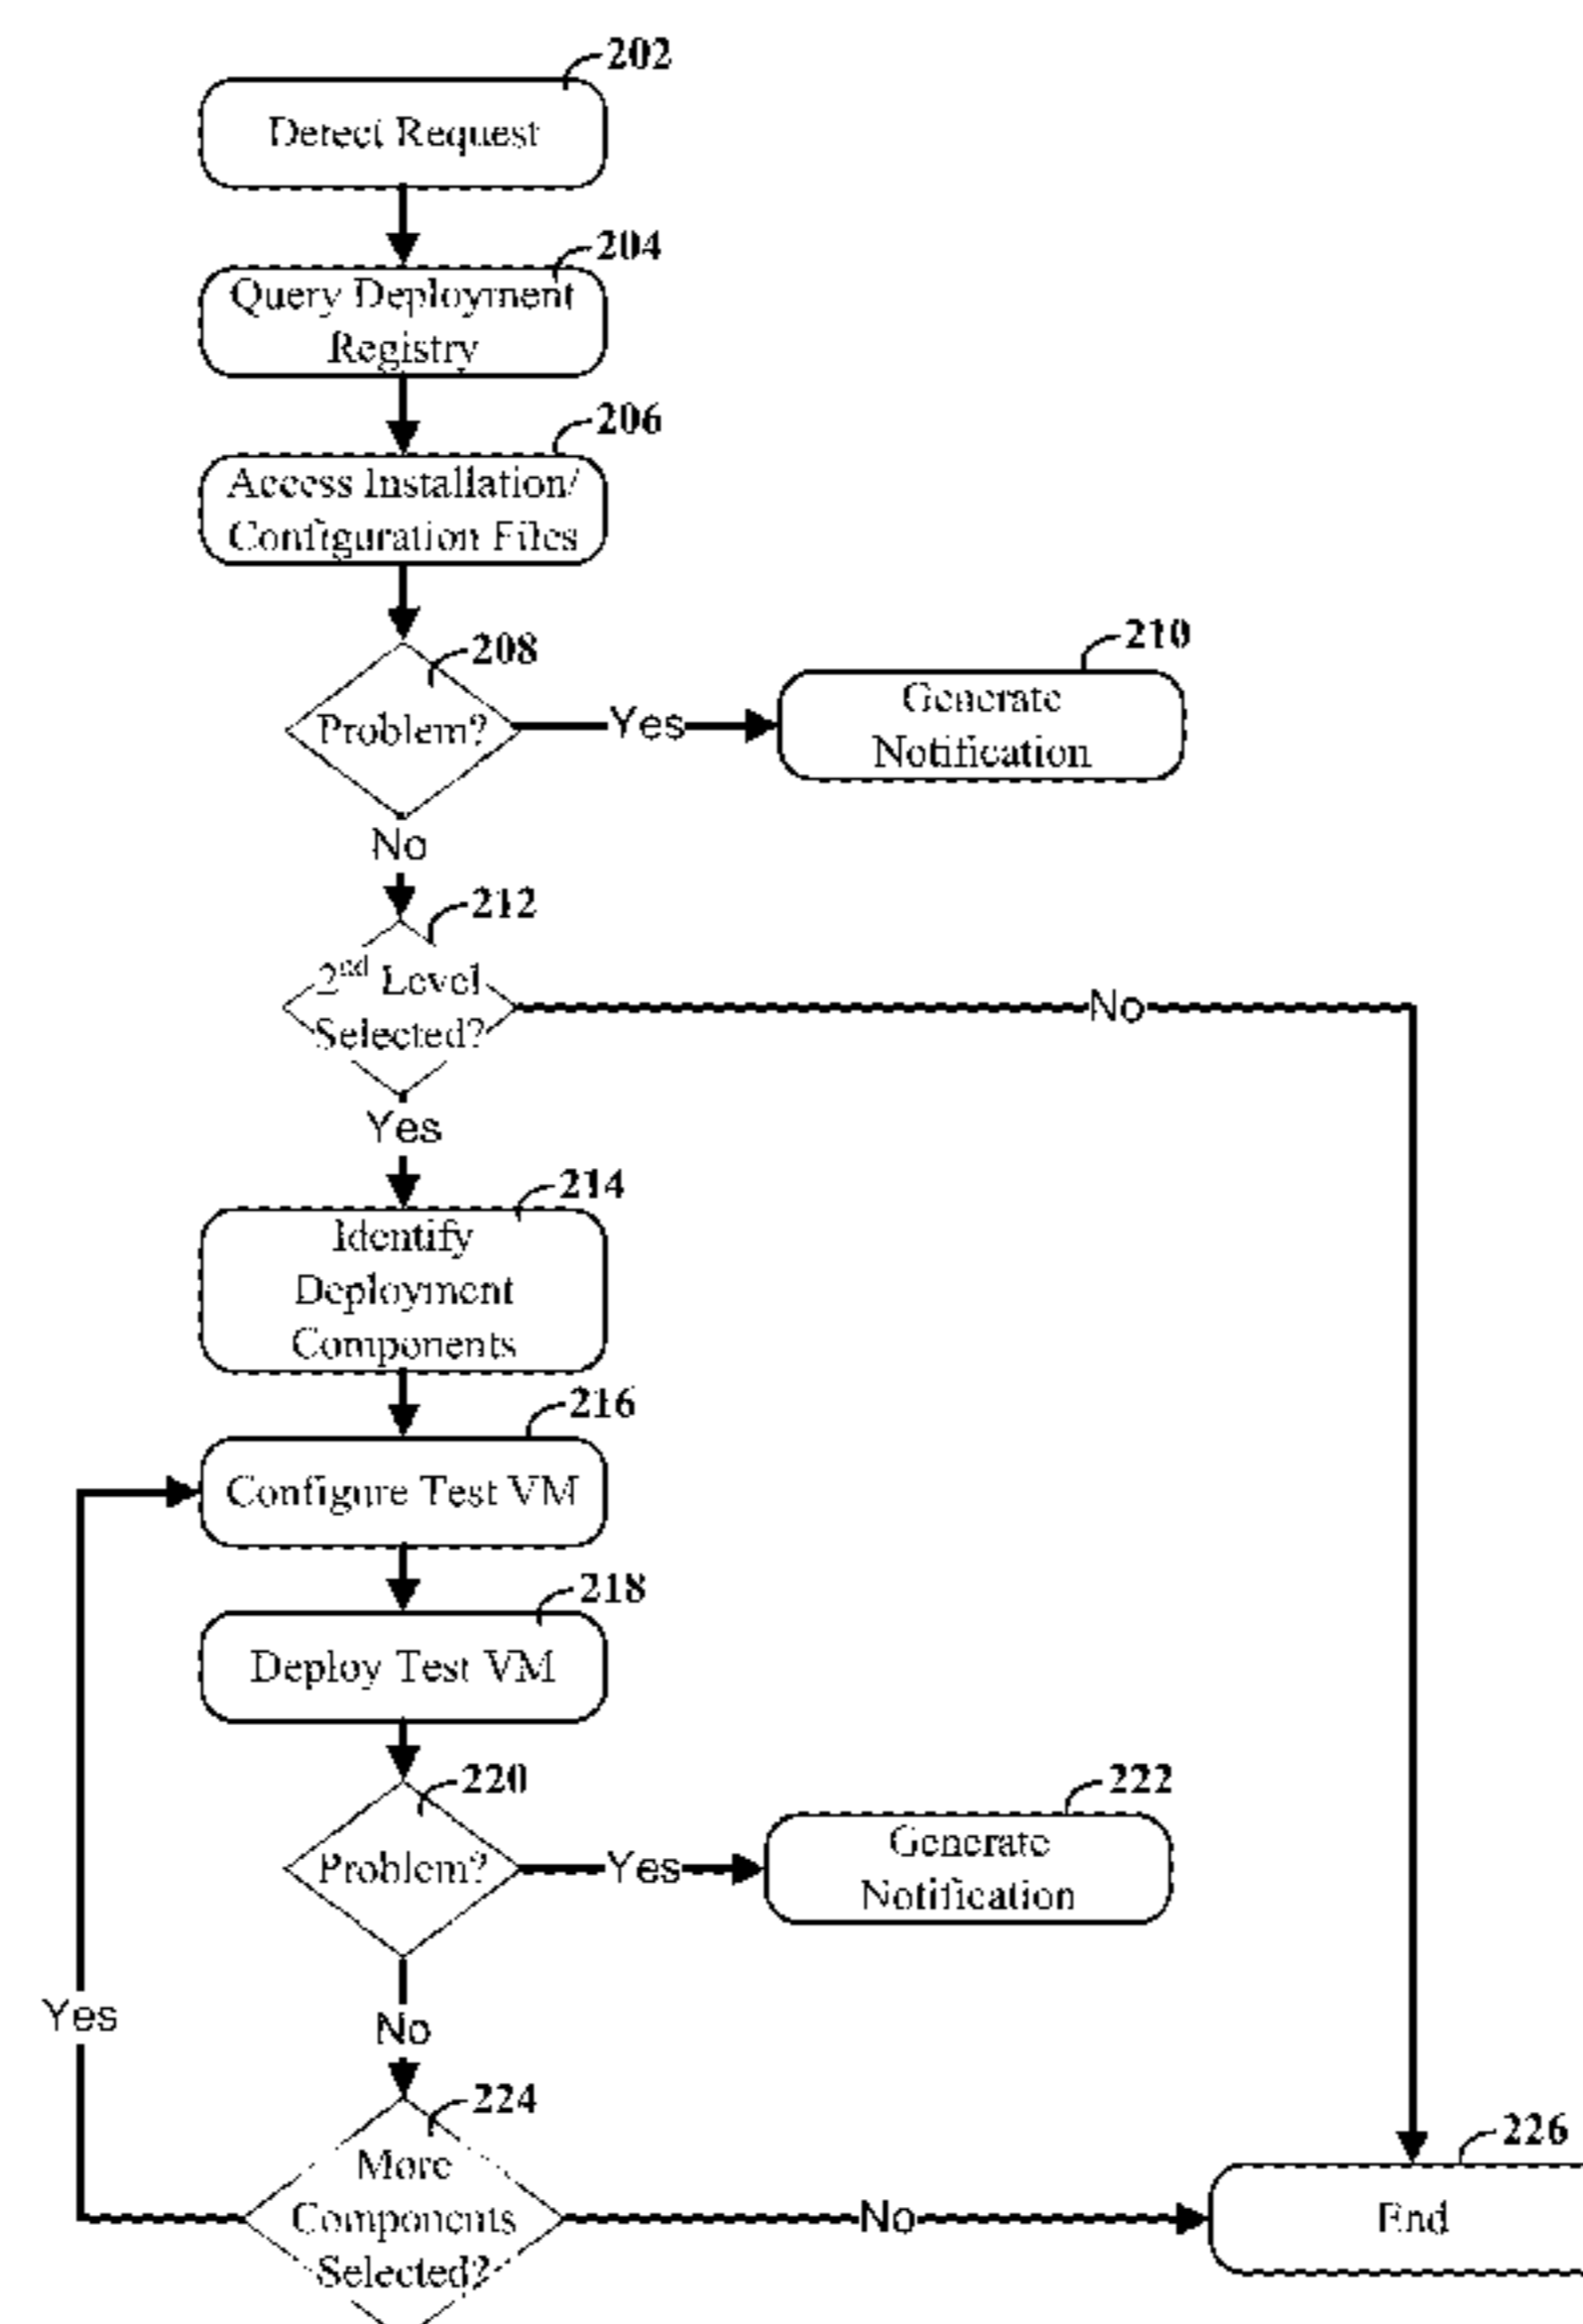 202
Detect Request
204
Query Deployment
Registry
206
Access Installation/
Configuration Files
208
Problem?
Yes
210
Generate
Notification
No
212
2nd Level
Selected?
No
Yes
214
Identify
Deployment
Components
216
Configure Test VM
218
Deploy Test VM
220
Problem?
Yes
222
Generate
Notification
Yes
No
224
More
Components
Selected?
No
226
End